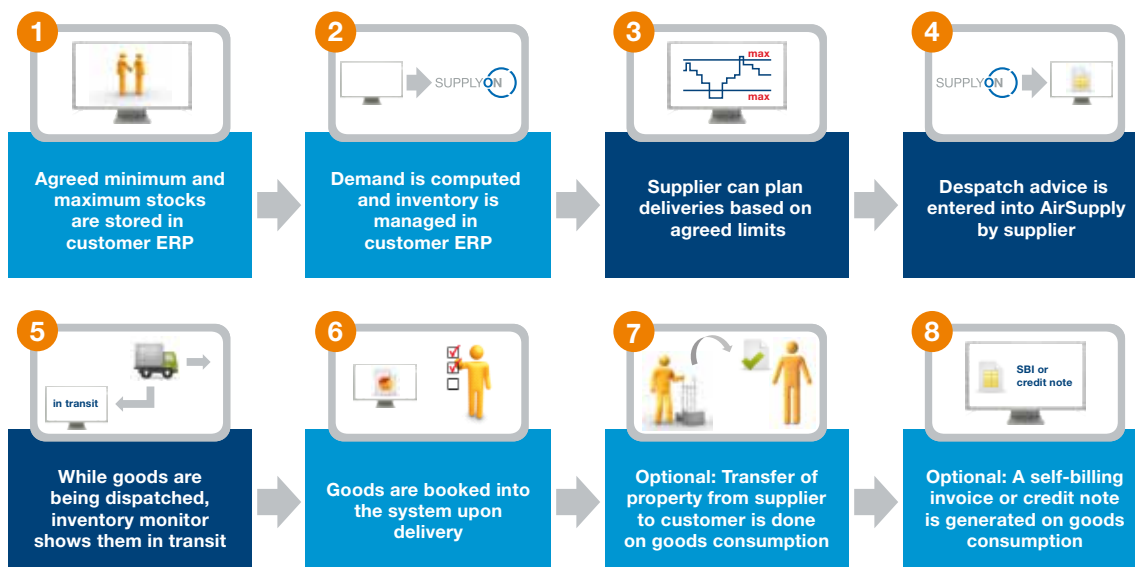 1
2
3
4
SUPPLYON
max
max
SUPPLYON
Agreed minimum and
maximum stocks
are stored in
customer ERP
Demand is computed
and inventory is
managed in
customer ERP
Supplier can plan
deliveries based on
agreed limits
Despatch advice is
entered into AirSupply
by supplier
5
6
7
8
in transit
SBI or
credit note
While goods are
being dispatched,
inventory monitor
shows them in transit
Goods are booked into
the system upon
delivery
Optional: Transfer of
property from supplier
to customer is done
on goods consumption
Optional: A self-billing
invoice or credit note
is generated on goods
consumption